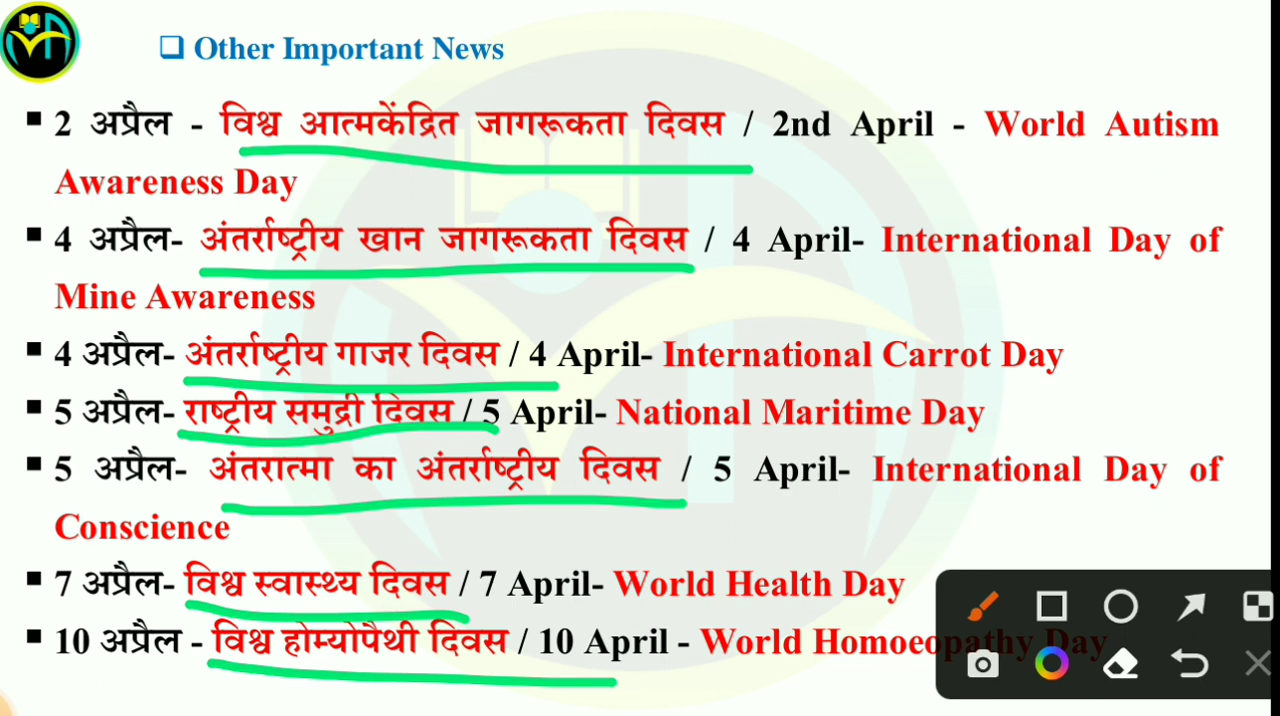 ❑ Other Important News
▪ 2 अप्रैल - विश्व आत्मकेंद्रित जागरूकता दिवस / 2nd April - World Autism
Awareness Day
▪ 4 अप्रैल- अंतर्राष्ट्रीय खान जागरूकता दिवस / 4 April- International Day of
Mine Awareness
▪ 4 अप्रैल- अंतर्राष्ट्रीय गाजर दिवस / 4 April- International Carrot Day
▪ 5 अप्रैल- राष्ट्रीय समुद्री दिवस / 5 April- National Maritime Day
▪ 5 अप्रैल- अंतरात्मा का अंतर्राष्ट्रीय दिवस / 5 April- International Day of
Conscience
▪ 7 अप्रैल- विश्व स्वास्थ्य दिवस / 7 April- World Health Day
▪ 10 अप्रैल - विश्व होम्योपैथी दिवस / 10 April - World Homoeopathy Day